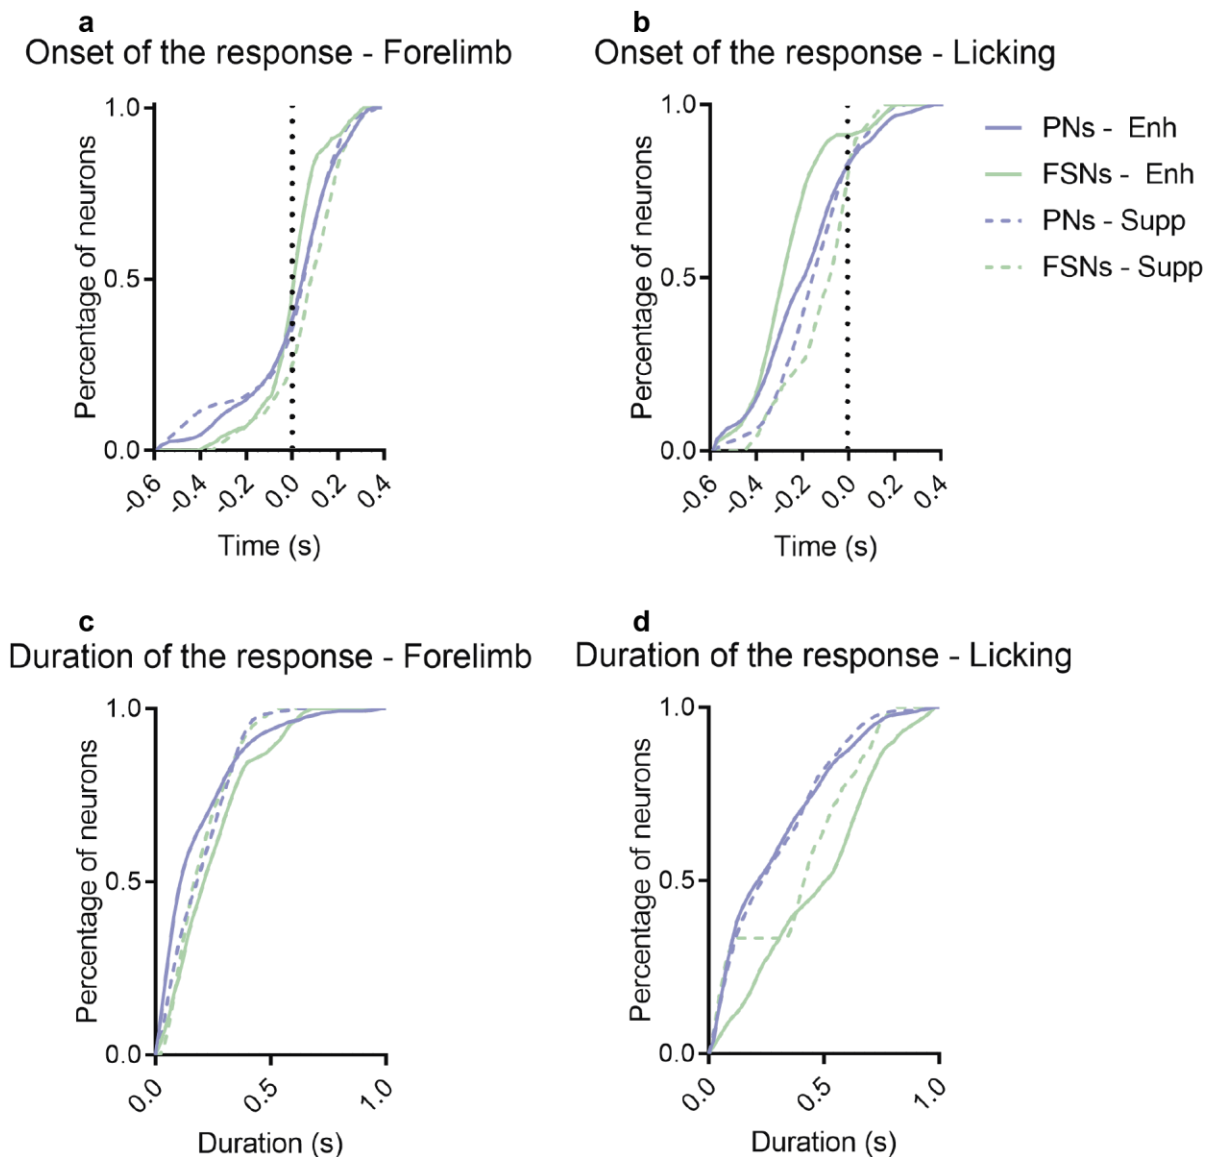 a
Onset of the response - Forelimb
1.0
0.5
0.0
Percentage of neurons
-0.6 -0.4 -0.2 0.0 0.2 0.4
Time (s)
b
Onset of the response - Licking
1.0
0.5
0.0
Percentage of neurons
-0.6 -0.4 -0.2 0.0 0.2 0.4
Time (s)
PNs - Enh
FSNs - Enh
PNs - Supp
FSNs - Supp
c
Duration of the response - Forelimb
1.0
0.5
0.0
Percentage of neurons
0.0 0.5 1.0
Duration (s)
d
Duration of the response - Licking
1.0
0.5
0.0
Percentage of neurons
0.0 0.5 1.0
Duration (s)